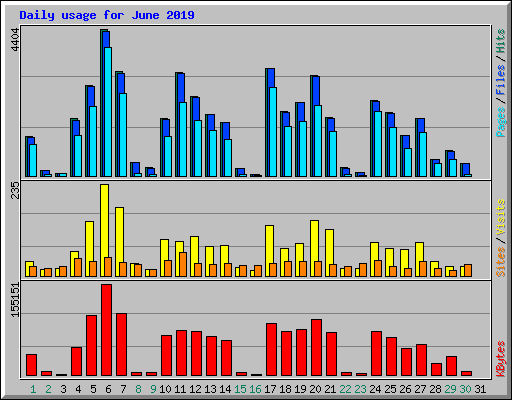 Daily usage for June 2019
4404
Pages / Files / Hits
235
Sites / Visits
155151
KBytes
1 2 3 4 5 6 7 8 9 10 11 12 13 14 15 16 17 18 19 20 21 22 23 24 25 26 27 28 29 30 31